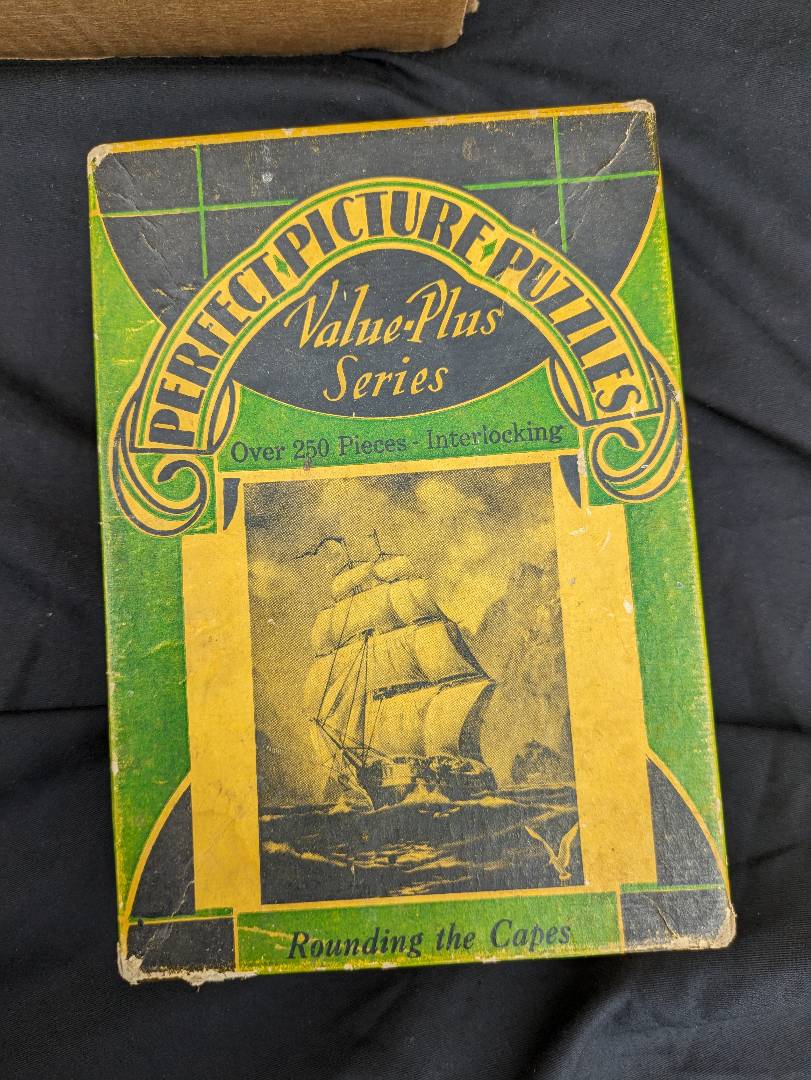 PERFECT·PICTURE·PUZZLES
Value-Plus
Series
Over 250 Pieces - Interlocking
Rounding the Capes